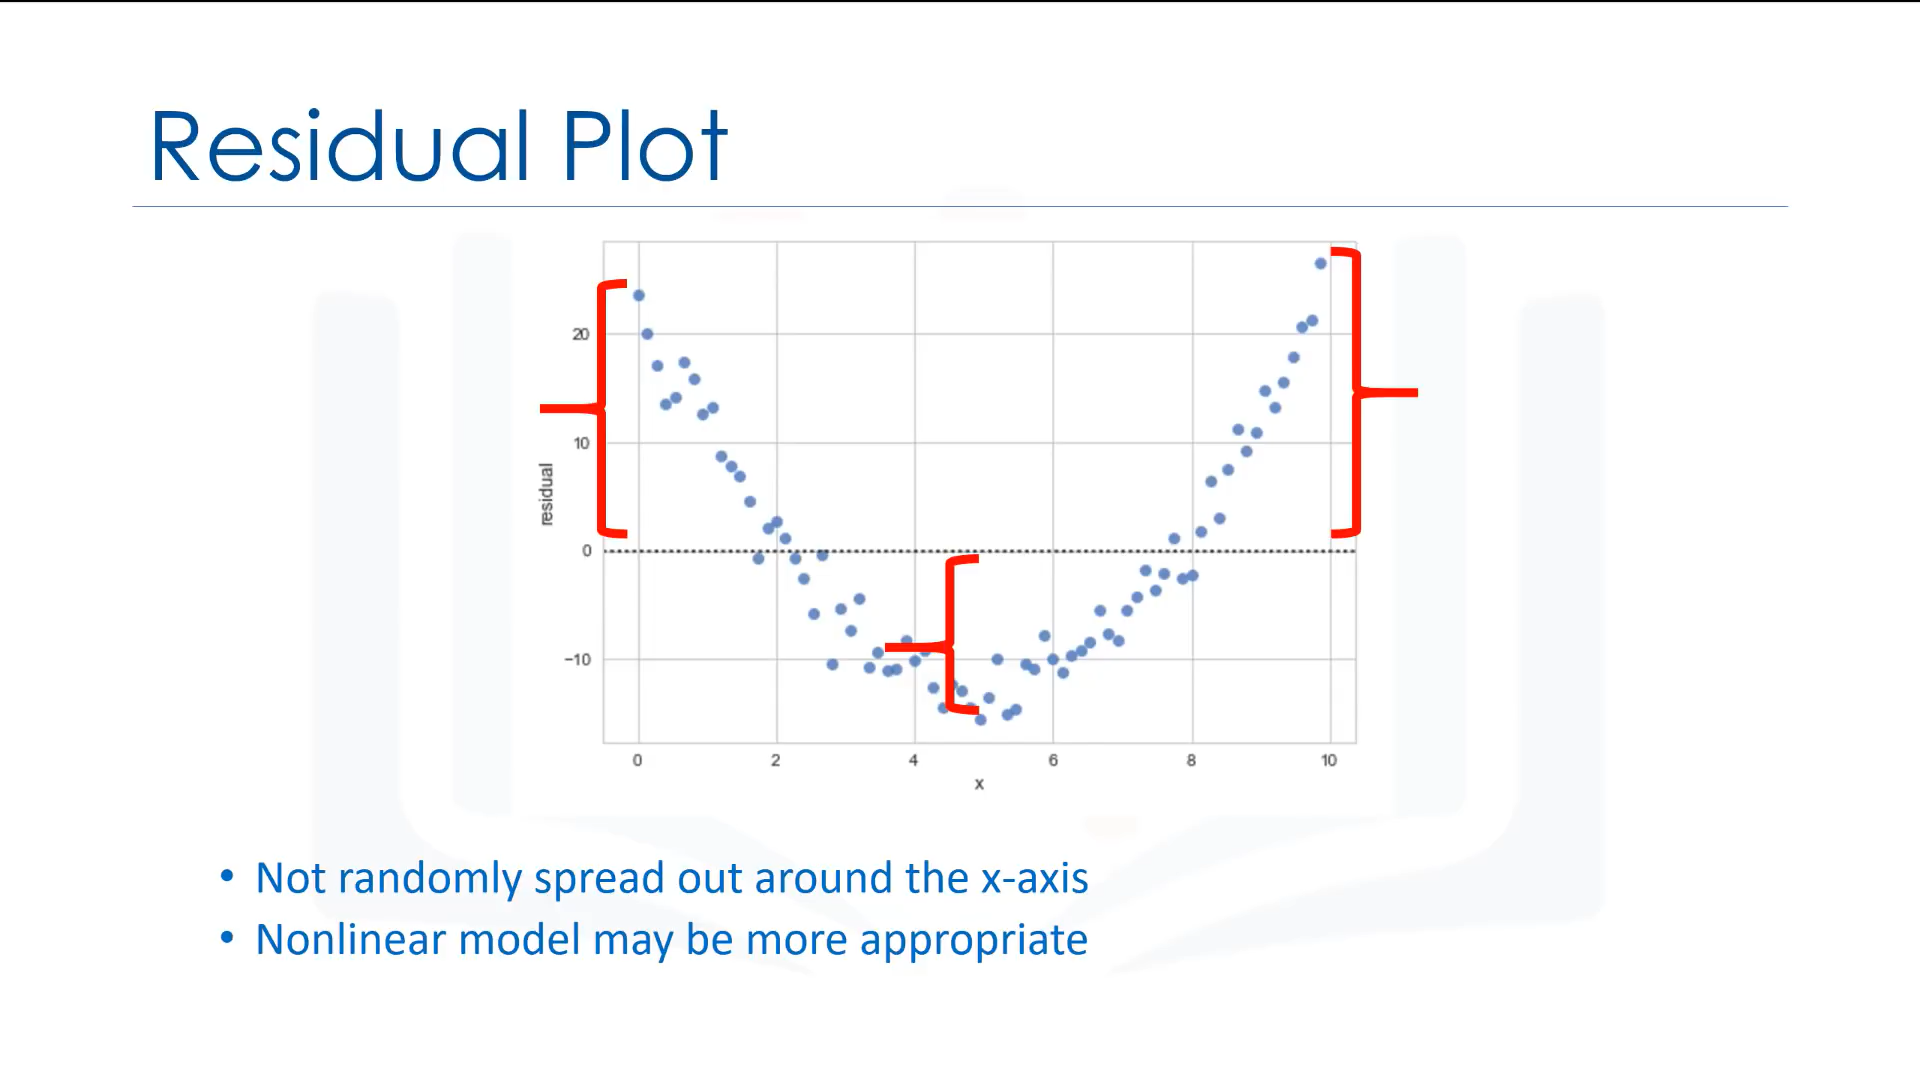 Residual Plot
20
10
residual
0
−10
0 2 4 6 8 10
x
• Not randomly spread out around the x-axis
• Nonlinear model may be more appropriate